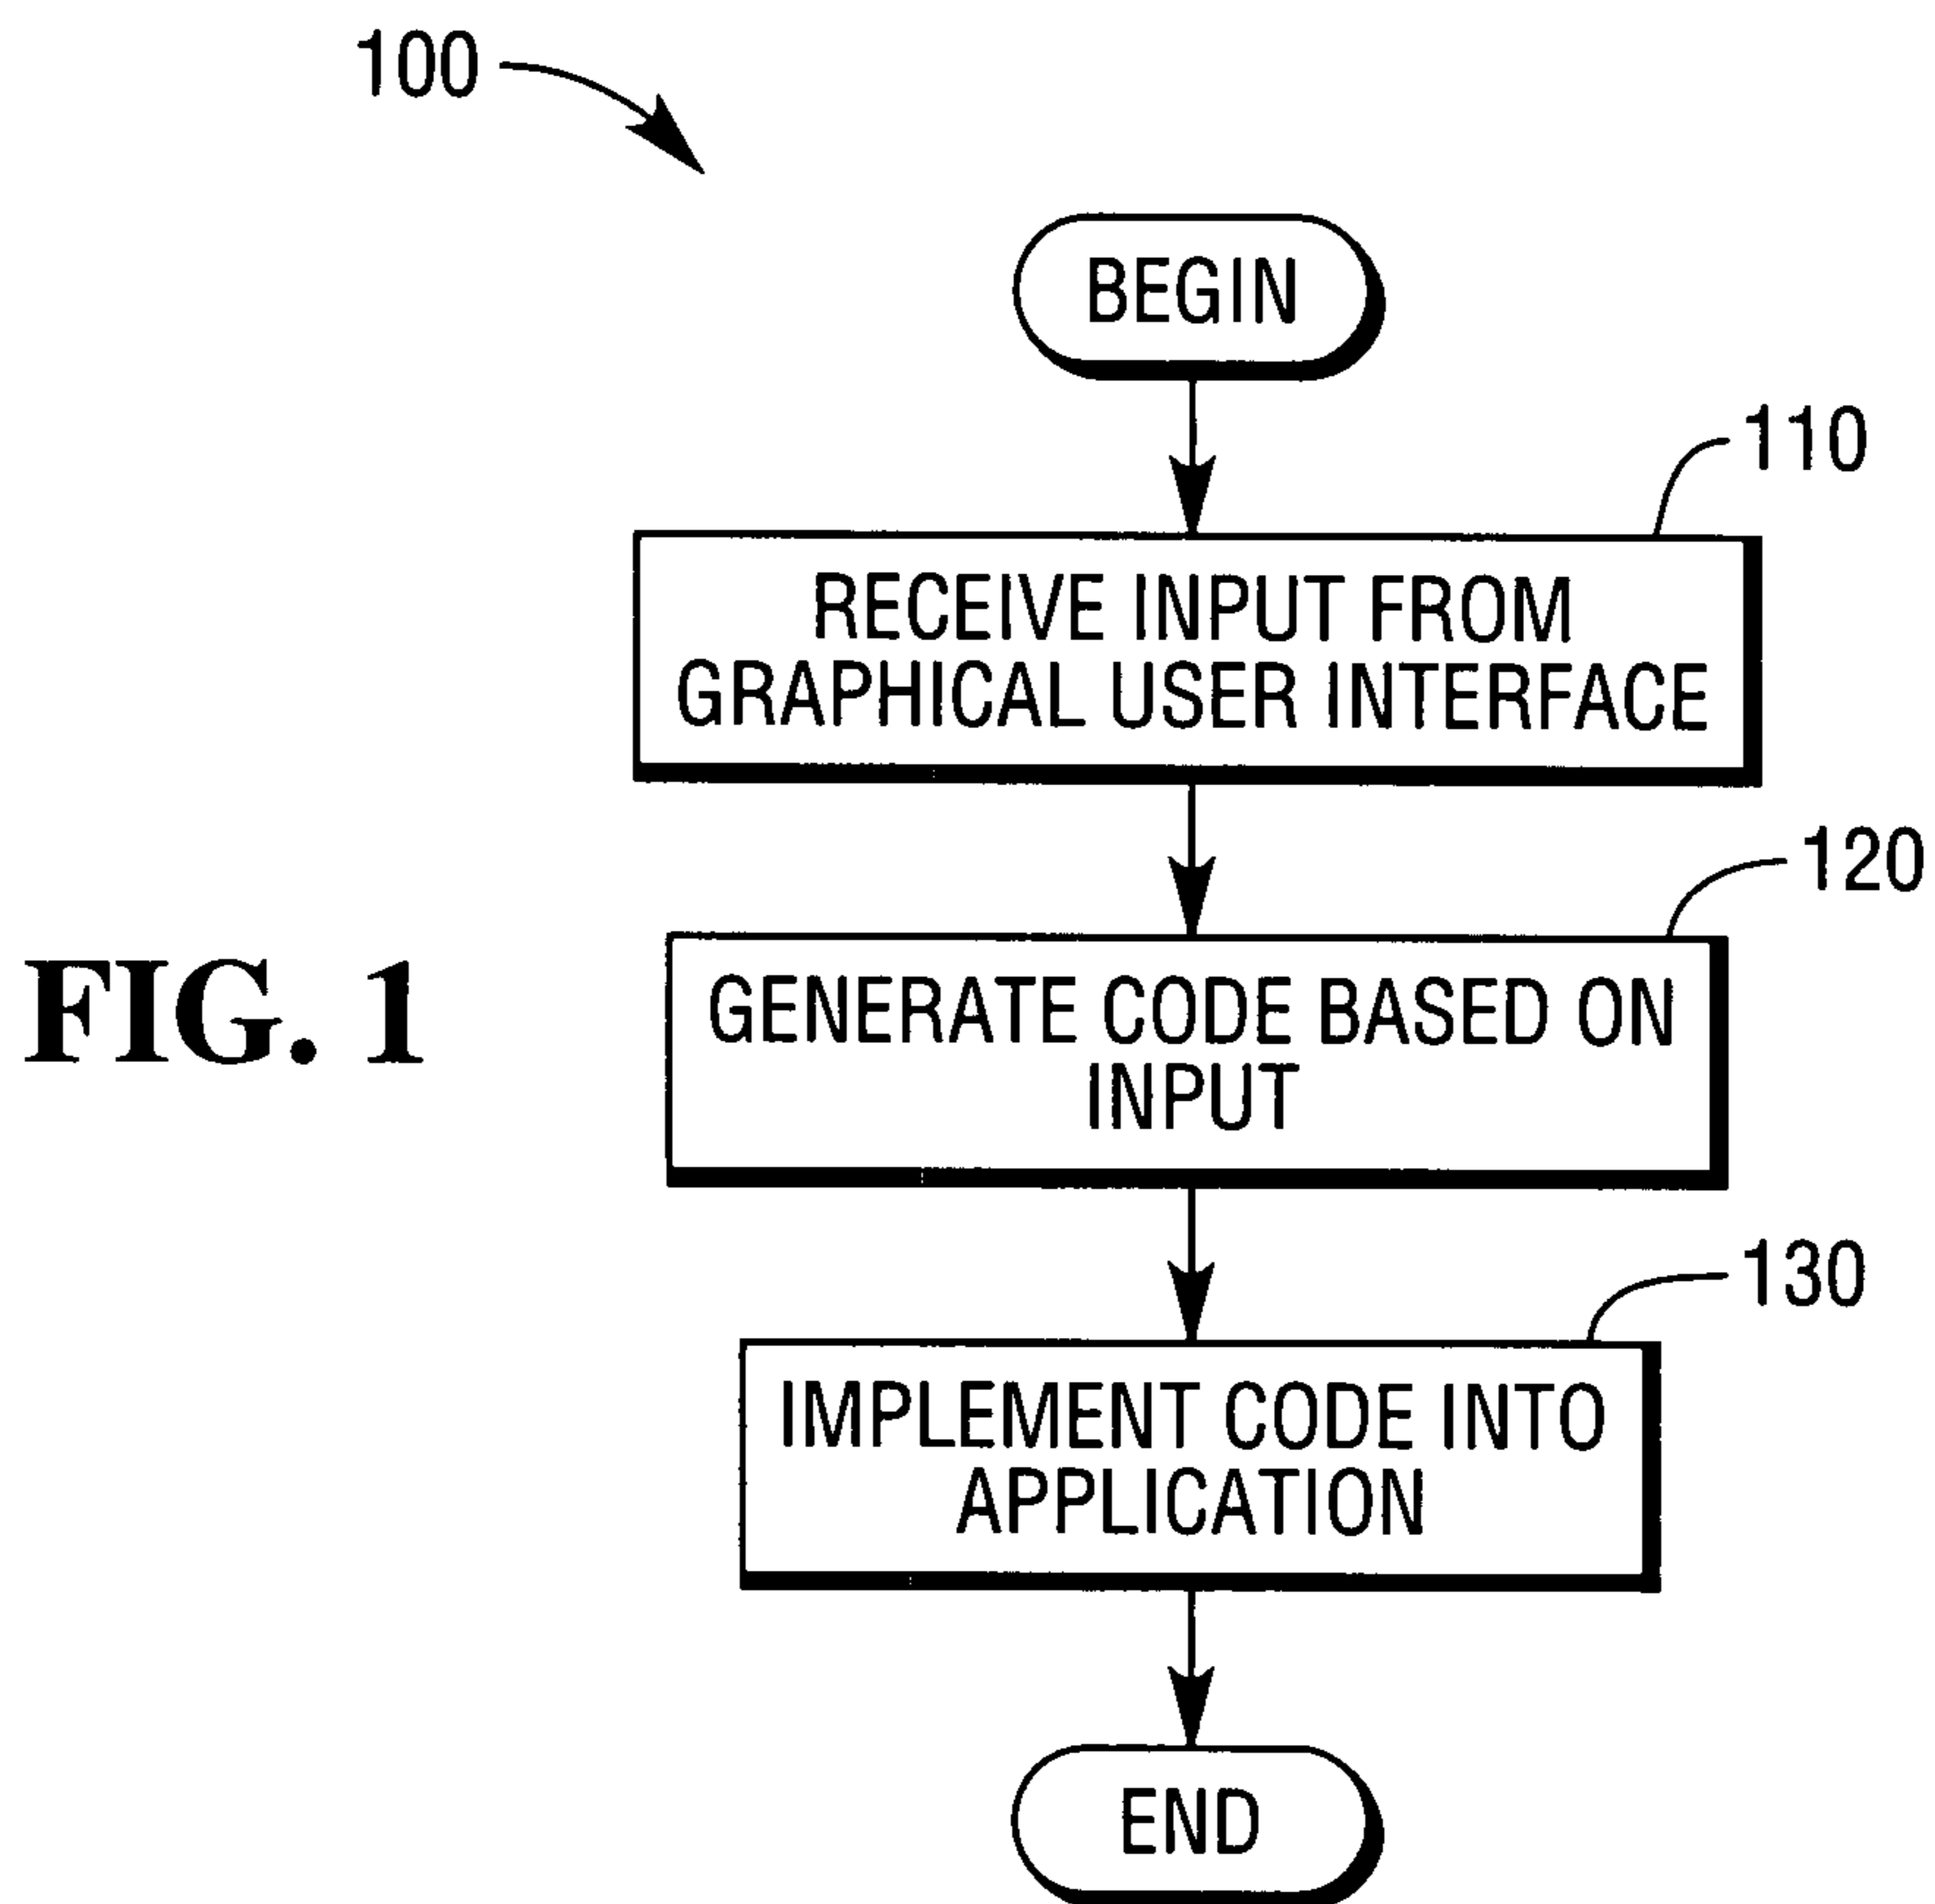 100
BEGIN
110
RECEIVE INPUT FROM
GRAPHICAL USER INTERFACE
120
GENERATE CODE BASED ON
INPUT
FIG. 1
130
IMPLEMENT CODE INTO
APPLICATION
END